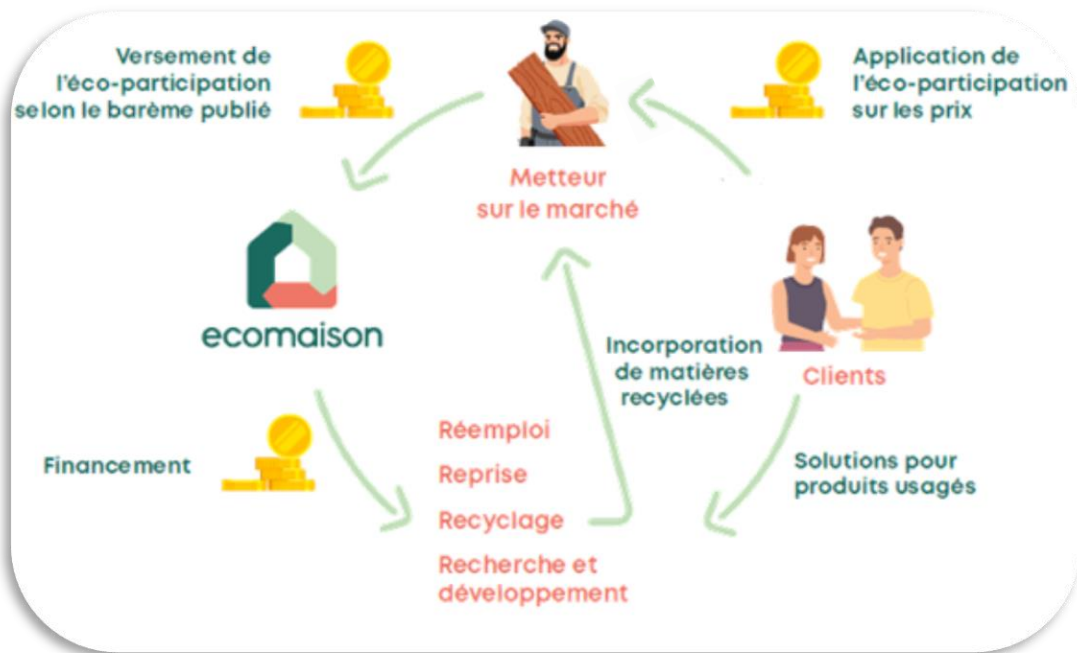 Versement de
l'éco-participation
selon le barème publié
Application de
l'éco-participation
sur les prix
Metteur
sur le marché
ecomaison
Incorporation
de matières
recyclées
Clients
Financement
Réemploi
Reprise
Recyclage
Recherche et
développement
Solutions pour
produits usagés